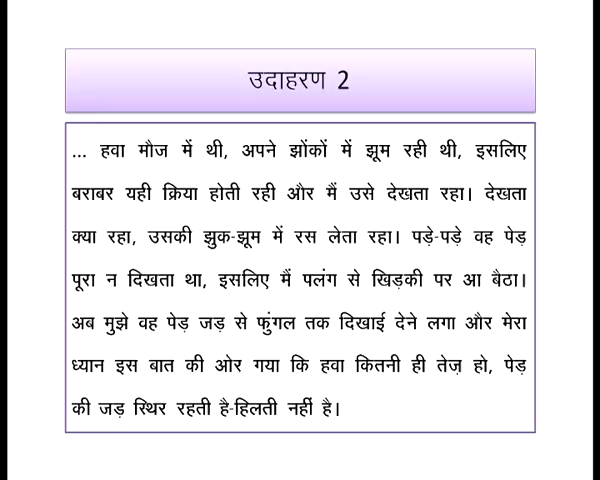 उदाहरण 2
... हवा मौज में थी, अपने झोंकों में झूम रही थी, इसलिए
बराबर यही क्रिया होती रही और मैं उसे देखता रहा। देखता
क्या रहा, उसकी झुक-झूम में रस लेता रहा। पड़े-पड़े वह पेड़
पूरा न दिखता था, इसलिए मैं पलंग से खिड़की पर आ बैठा।
अब मुझे वह पेड़ जड़ से फुंगल तक दिखाई देने लगा और मेरा
ध्यान इस बात की ओर गया कि हवा कितनी ही तेज़ हो, पेड़
की जड़ स्थिर रहती है-हिलती नहीं है।